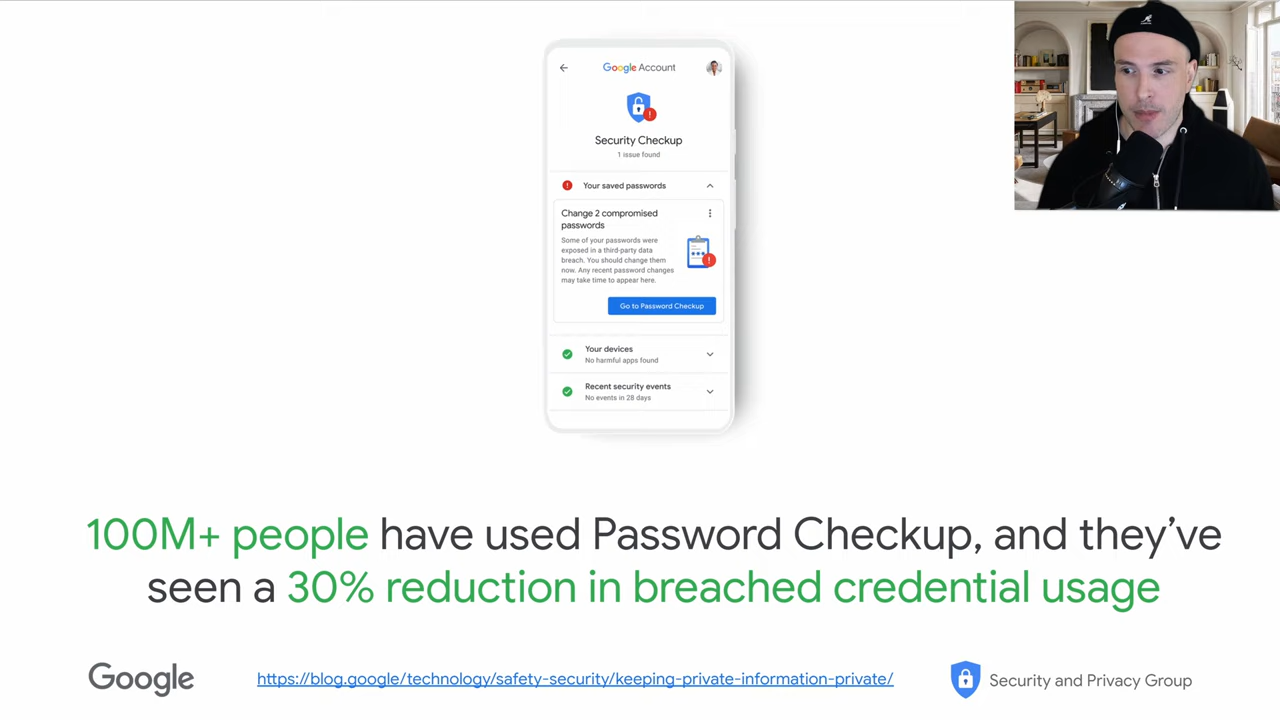 Google Account
Security Checkup
1 issue found
Your saved passwords
Change 2 compromised
passwords
Some of your passwords were
exposed in a third-party data
breach. You should change them
now. Any recent password changes
may take time to appear here.
Go to Password Checkup
Your devices
No harmful apps found
Recent security events
No events in 28 days
100M+ people have used Password Checkup, and they’ve
seen a 30% reduction in breached credential usage
Google
https://blog.google/technology/safety-security/keeping-private-information-private/
Security and Privacy Group